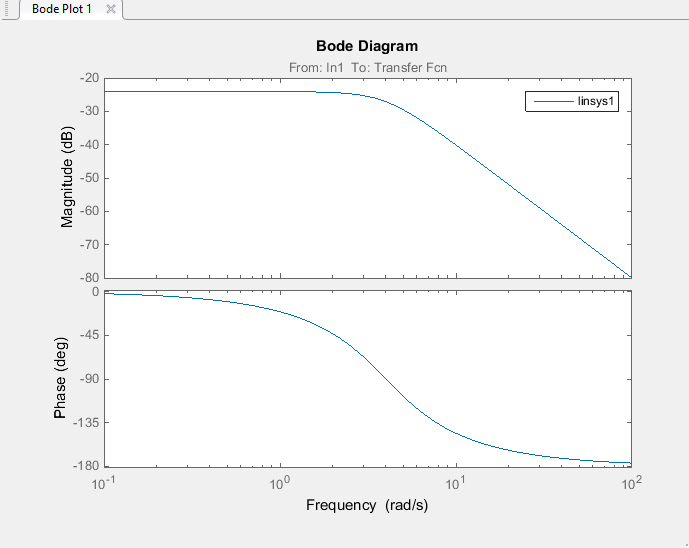 Bode Plot 1
Bode Diagram
From: In1 To: Transfer Fcn
-20
-30
-40
-50
-60
-70
-80
Magnitude (dB)
linsys1
0
-45
-90
-135
-180
Phase (deg)
10^-1 10^0 10^1 10^2
Frequency (rad/s)